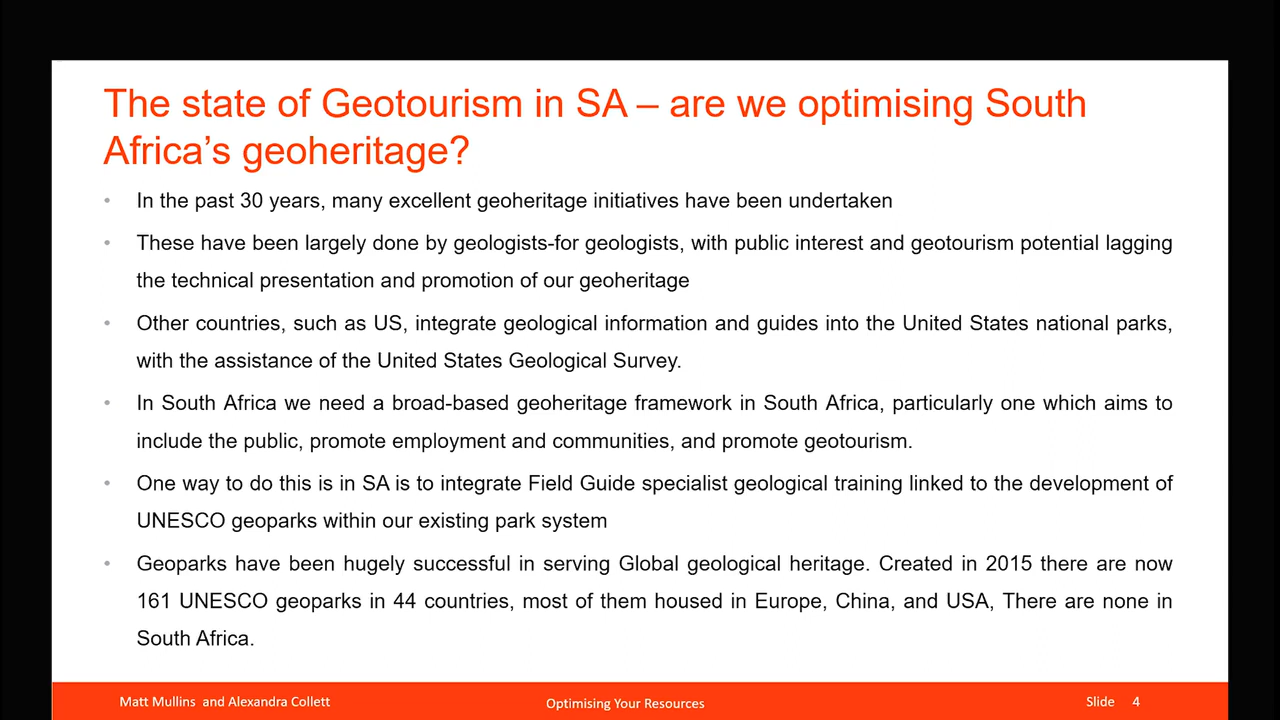 The state of Geotourism in SA – are we optimising South
Africa's geoheritage?
• In the past 30 years, many excellent geoheritage initiatives have been undertaken
• These have been largely done by geologists-for geologists, with public interest and geotourism potential lagging
the technical presentation and promotion of our geoheritage
• Other countries, such as US, integrate geological information and guides into the United States national parks,
with the assistance of the United States Geological Survey.
• In South Africa we need a broad-based geoheritage framework in South Africa, particularly one which aims to
include the public, promote employment and communities, and promote geotourism.
• One way to do this is in SA is to integrate Field Guide specialist geological training linked to the development of
UNESCO geoparks within our existing park system
• Geoparks have been hugely successful in serving Global geological heritage. Created in 2015 there are now
161 UNESCO geoparks in 44 countries, most of them housed in Europe, China, and USA, There are none in
South Africa.
Matt Mullins and Alexandra Collett
Optimising Your Resources
Slide 4